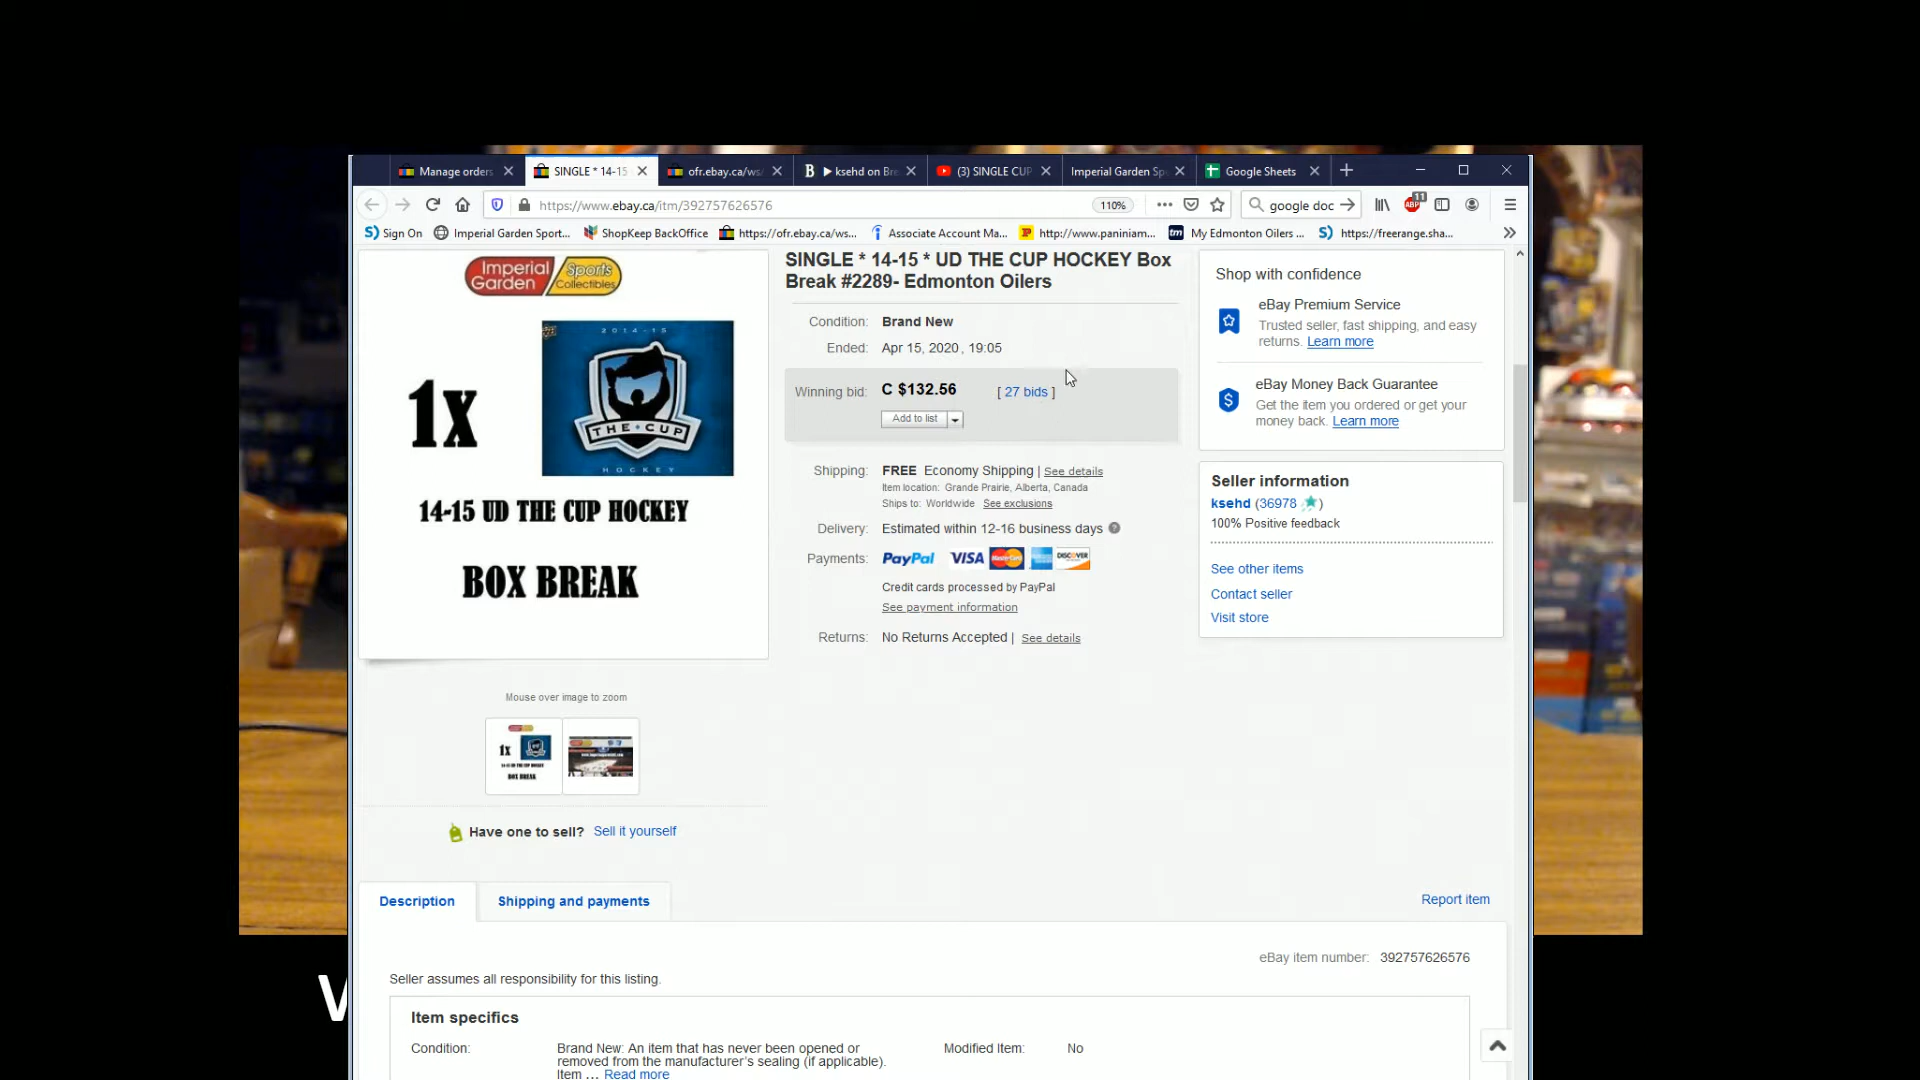 Manage orders
SINGLE * 14-15
ofr.ebay.ca/ws/
B ▶ ksehd on Bre
(3) SINGLE CUP
Imperial Garden Spo
Google Sheets
https://www.ebay.ca/itm/392757626576
110%
google doc
ABP
11
Sign On
Imperial Garden Sport...
ShopKeep BackOffice
https://ofr.ebay.ca/ws...
Associate Account Ma...
http://www.paniniam...
tm My Edmonton Oilers ...
https://freerange.sha...
Imperial Garden Sports Collectibles
2014-15
THE CUP
HOCKEY
1X
14-15 UD THE CUP HOCKEY
BOX BREAK
Mouse over image to zoom
1x
BOX BREAK
Have one to sell? Sell it yourself
SINGLE * 14-15 * UD THE CUP HOCKEY Box
Break #2289- Edmonton Oilers
Condition: Brand New
Ended: Apr 15, 2020 , 19:05
Winning bid: C $132.56 [ 27 bids ]
Add to list
Shipping: FREE Economy Shipping | See details
Item location: Grande Prairie, Alberta, Canada
Ships to: Worldwide See exclusions
Delivery: Estimated within 12-16 business days
Payments: PayPal VISA MasterCard DISCOVER
Credit cards processed by PayPal
See payment information
Returns: No Returns Accepted | See details
Shop with confidence
eBay Premium Service
Trusted seller, fast shipping, and easy
returns. Learn more
eBay Money Back Guarantee
Get the item you ordered or get your
money back. Learn more
Seller information
ksehd (36978)
100% Positive feedback
See other items
Contact seller
Visit store
Description
Shipping and payments
Report item
eBay item number: 392757626576
Seller assumes all responsibility for this listing.
Item specifics
Condition: Brand New: An item that has never been opened or
removed from the manufacturer's sealing (if applicable).
Item ... Read more
Modified Item: No